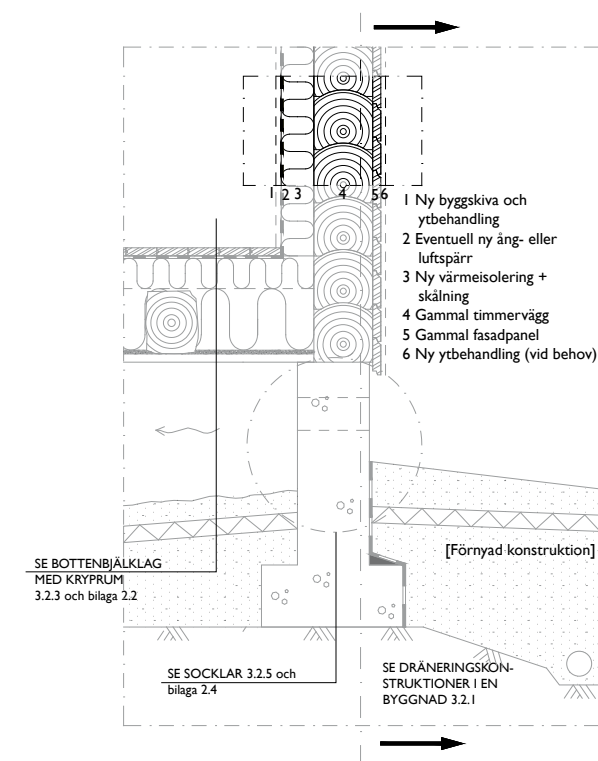 1 2 3 4 5 6
1 Ny byggskiva och
ytbehandling
2 Eventuell ny ång- eller
luftspärr
3 Ny värmeisolering +
skålning
4 Gammal timmervägg
5 Gammal fasadpanel
6 Ny ytbehandling (vid behov)
[Förnyad konstruktion]
SE BOTTENBJÄLKLAG
MED KRYPRUM
3.2.3 och bilaga 2.2
SE SOCKLAR 3.2.5 och
bilaga 2.4
SE DRÄNERINGSKON-
STRUKTIONER I EN
BYGGNAD 3.2.1